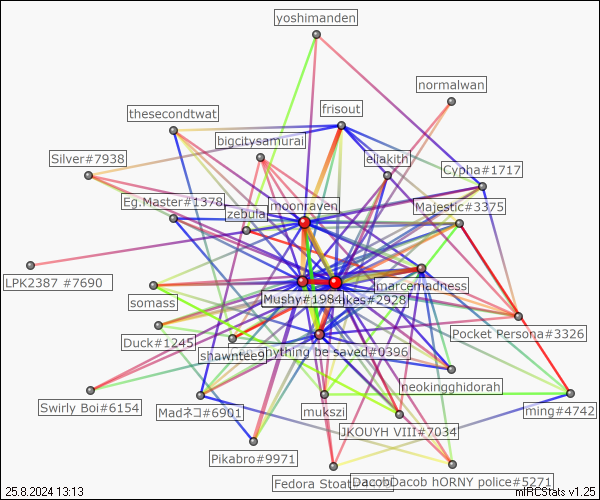 yoshimanden
normalwan
frisout
thesecondtwat
bigcitysamurai
Silver#7938
eliakith
Cypha#1717
Eg.Master#1378
moonraven
Majestic#3375
zebula
LPK2387 #7690
marcemadness
somass
Mushy#1984
ikes#2928
Pocket Persona#3326
Duck#1245
shawntee9
nything be saved#0396
neokingghidorah
Swirly Boi#6154
Madネコ#6901
mukszi
ming#4742
JKOUYH VIII#7034
Pikabro#9971
Fedora Stoat
DacobDacob hORNY police#5271
25.8.2024 13:13
mIRCStats v1.25